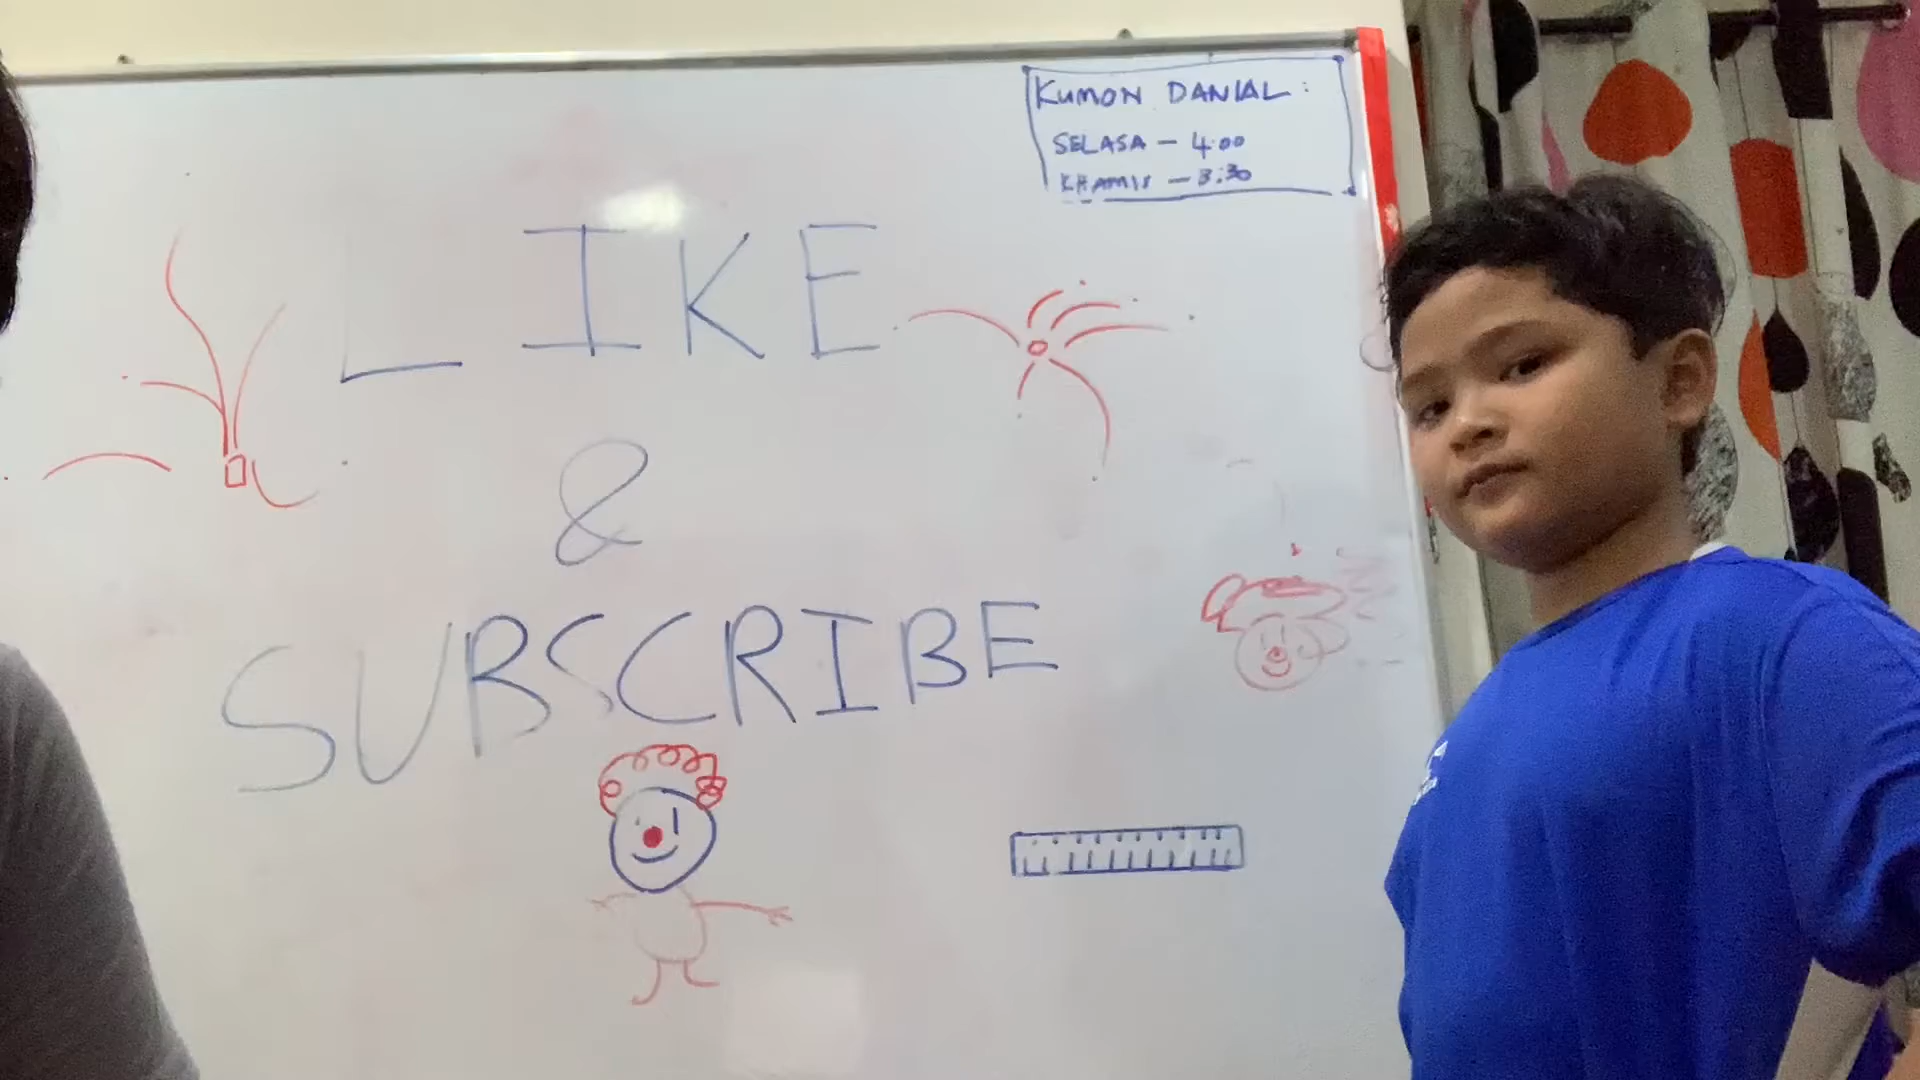 KUMON DANIAL:
SELASA – 4.00
KHAMIS – 3:30
LIKE
&
SUBSCRIBE